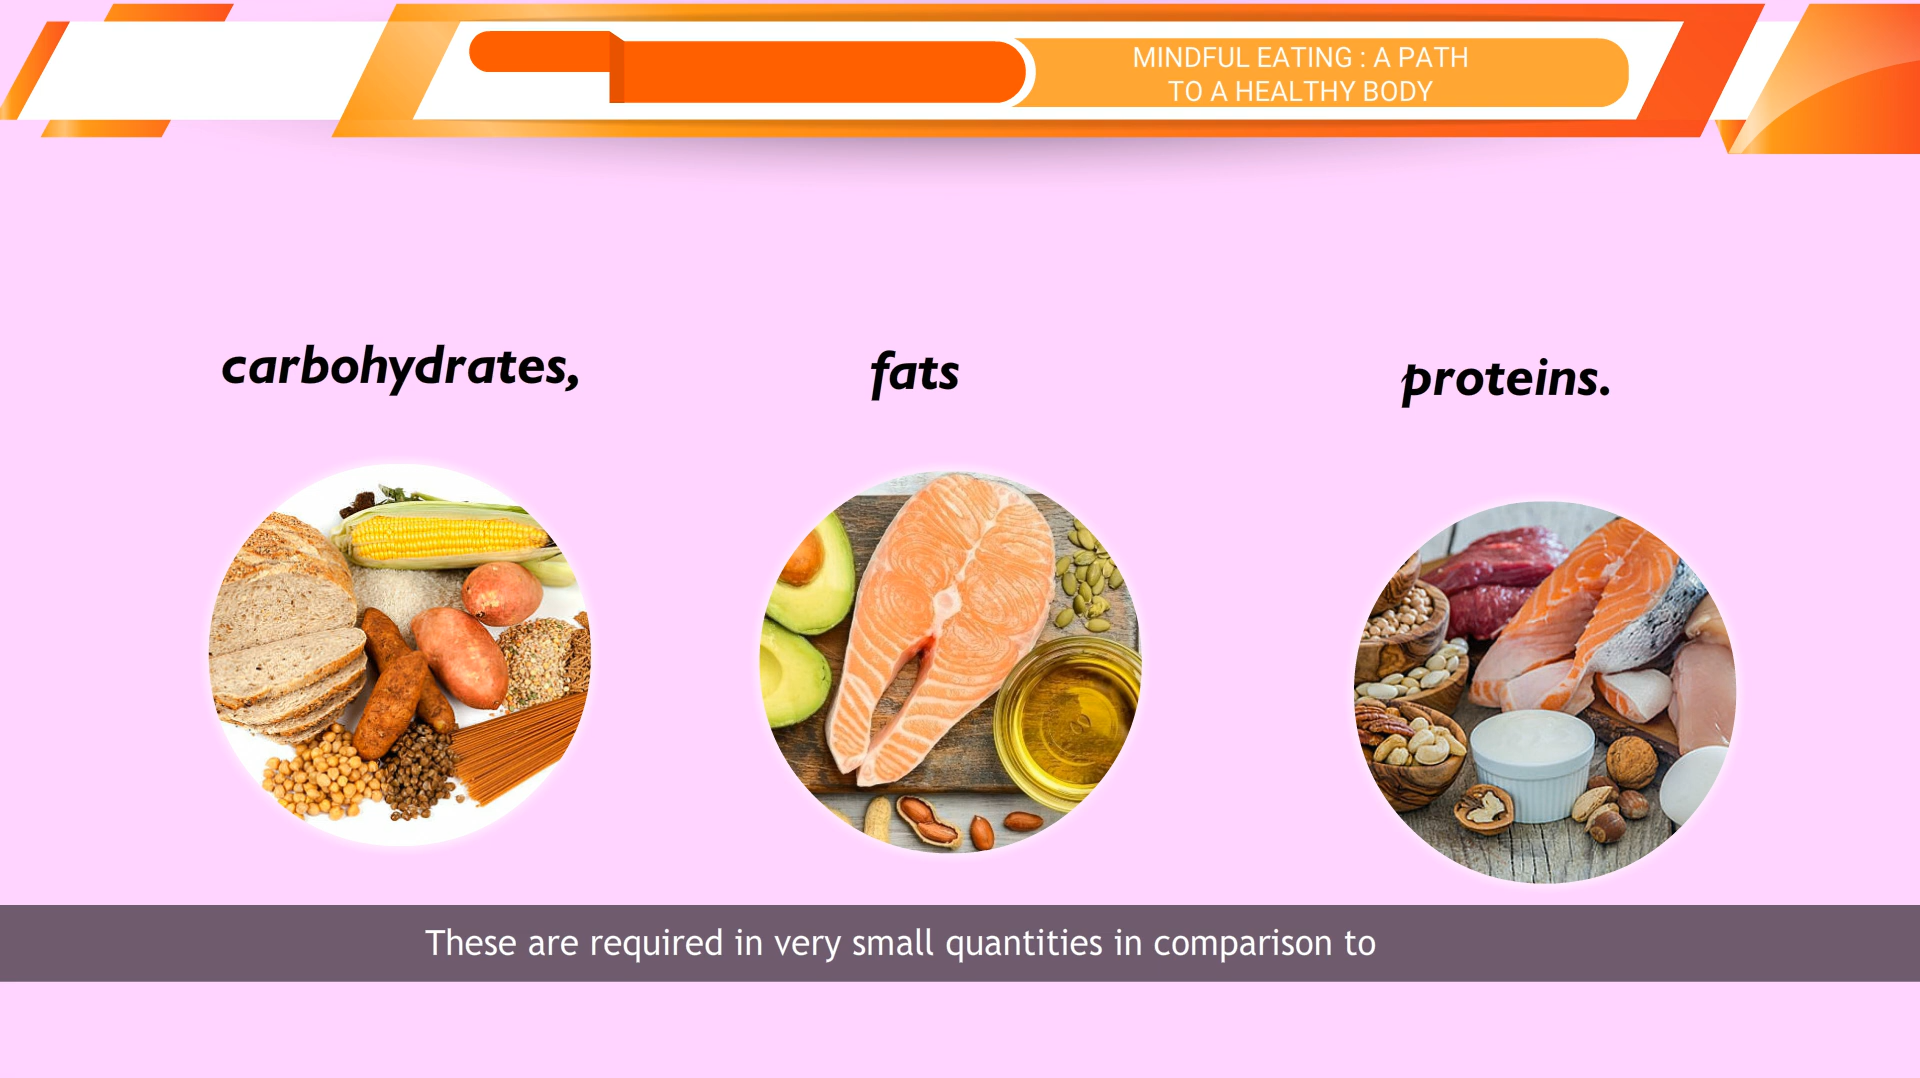 MINDFUL EATING : A PATH
TO A HEALTHY BODY
carbohydrates,
fats
proteins.
These are required in very small quantities in comparison to